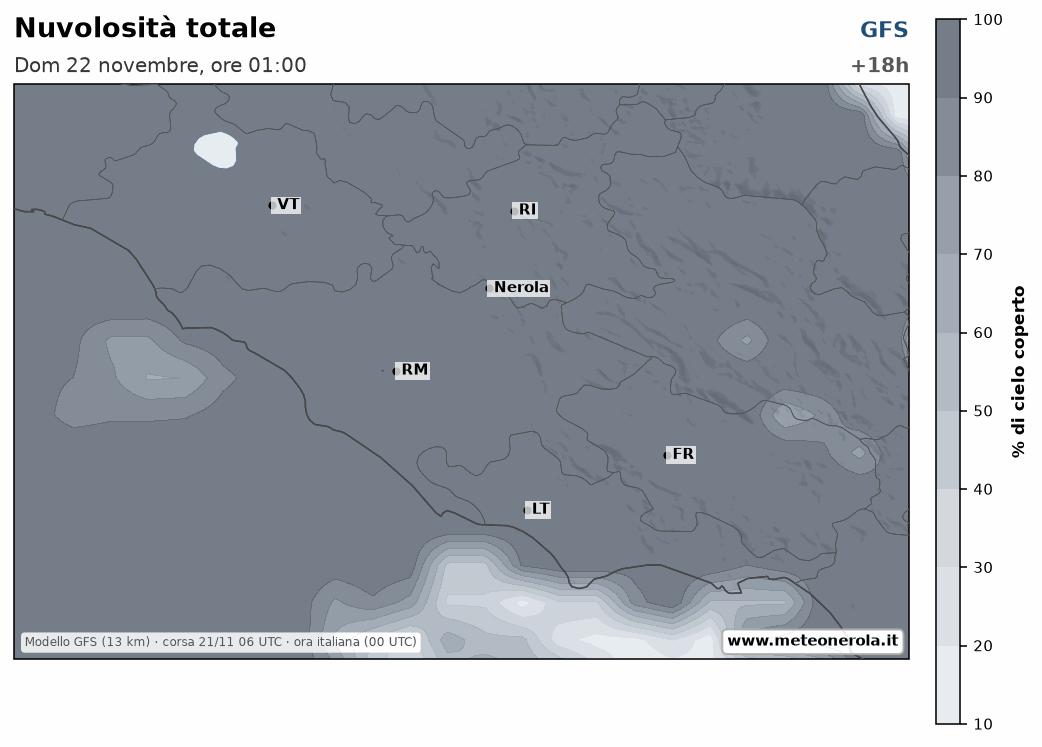 Nuvolosità totale
GFS
Dom 22 novembre, ore 01:00
+18h
100
90
80
70
60
50
40
30
20
10
% di cielo coperto
VT
RI
Nerola
RM
FR
LT
Modello GFS (13 km) · corsa 21/11 06 UTC · ora italiana (00 UTC)
www.meteonerola.it